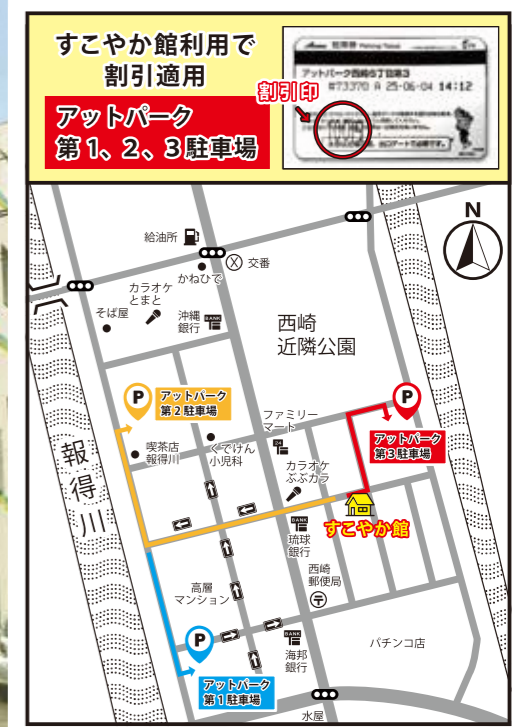 すこやか館利用で
割引適用
アットパーク
第1、2、3駐車場
駐車券 Parking Ticket
アットパーク西崎5丁目第3
#73370 A 25-06-04 14:12
割引印
N
給油所
交番
かねひで
カラオケ
とまと
そば屋
沖縄
銀行
BANK
西崎
近隣公園
P
アットパーク
第2駐車場
P
アットパーク
第3駐車場
ファミリー
マート
24
喫茶店
報得川
くでけん
小児科
カラオケ
ぶぶカラ
報得川
すこやか館
BANK
琉球
銀行
西崎
郵便局
高層
マンション
P
アットパーク
第1駐車場
BANK
海邦
銀行
パチンコ店
水屋